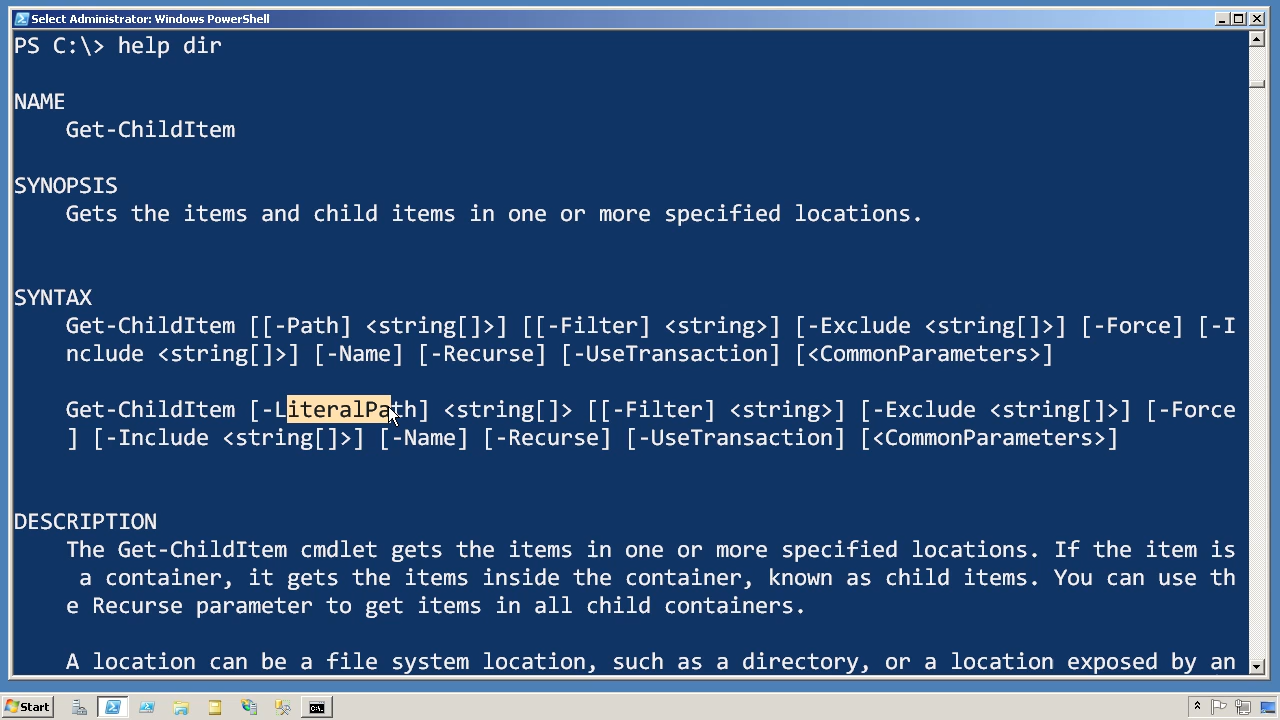 Select Administrator: Windows PowerShell
PS C:\> help dir
NAME
Get-ChildItem
SYNOPSIS
Gets the items and child items in one or more specified locations.
SYNTAX
Get-ChildItem [[-Path] <string[]>] [[-Filter] <string>] [-Exclude <string[]>] [-Force] [-I
nclude <string[]>] [-Name] [-Recurse] [-UseTransaction] [<CommonParameters>]
Get-ChildItem [-LiteralPath] <string[]> [[-Filter] <string>] [-Exclude <string[]>] [-Force
] [-Include <string[]>] [-Name] [-Recurse] [-UseTransaction] [<CommonParameters>]
DESCRIPTION
The Get-ChildItem cmdlet gets the items in one or more specified locations. If the item is
a container, it gets the items inside the container, known as child items. You can use th
e Recurse parameter to get items in all child containers.
A location can be a file system location, such as a directory, or a location exposed by an
Start